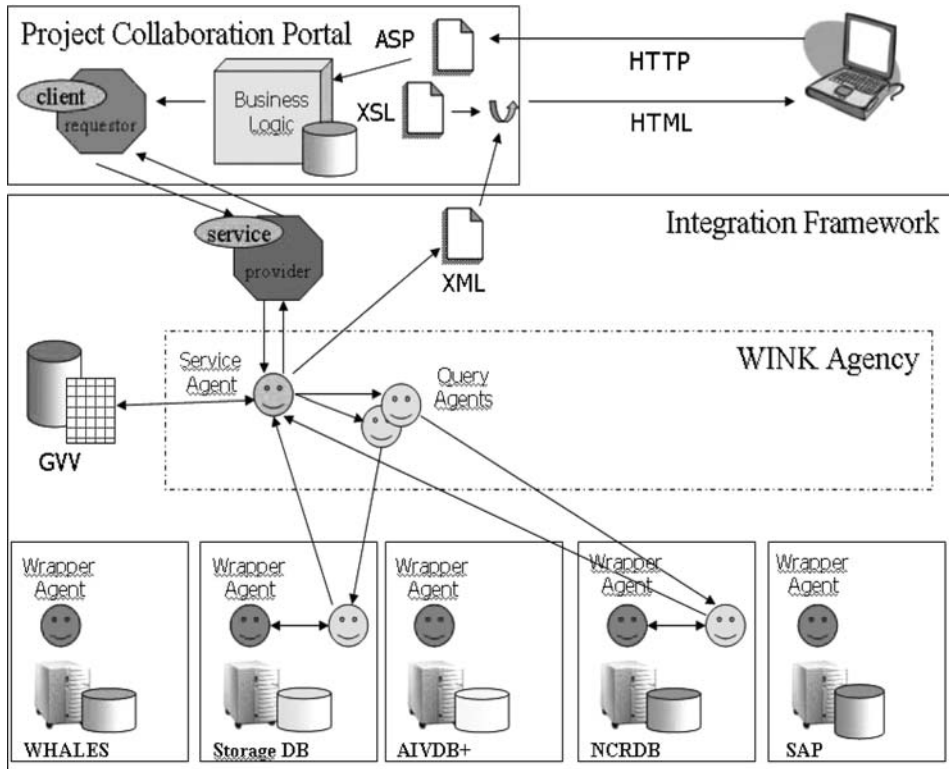 Project Collaboration Portal
ASP
HTTP
client
requestor
Business
Logic
XSL
HTML
service
provider
XML
Integration Framework
WINK Agency
Service
Agent
Query
Agents
GVV
Wrapper
Agent
WHALES
Wrapper
Agent
Storage DB
Wrapper
Agent
AIVDB+
Wrapper
Agent
NCRDB
Wrapper
Agent
SAP